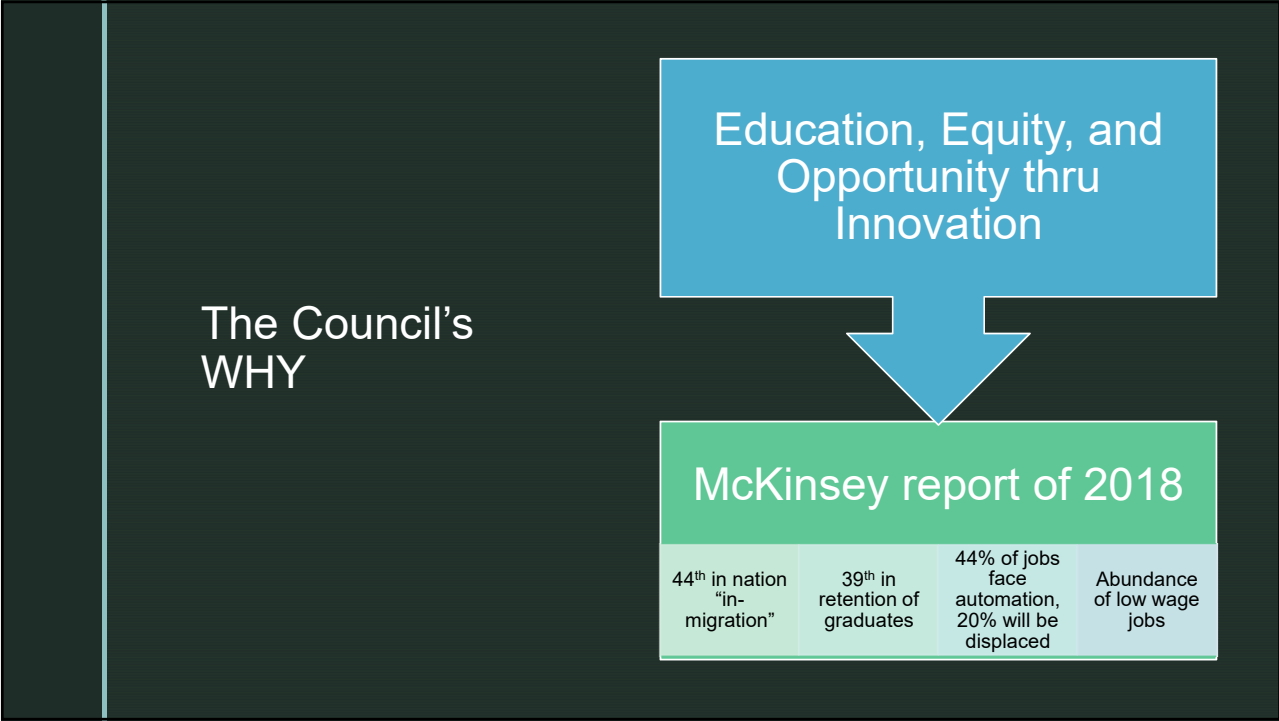 The Council’s
WHY
Education, Equity, and
Opportunity thru
Innovation
McKinsey report of 2018
44th in nation
“in-
migration”
39th in
retention of
graduates
44% of jobs
face
automation,
20% will be
displaced
Abundance
of low wage
jobs